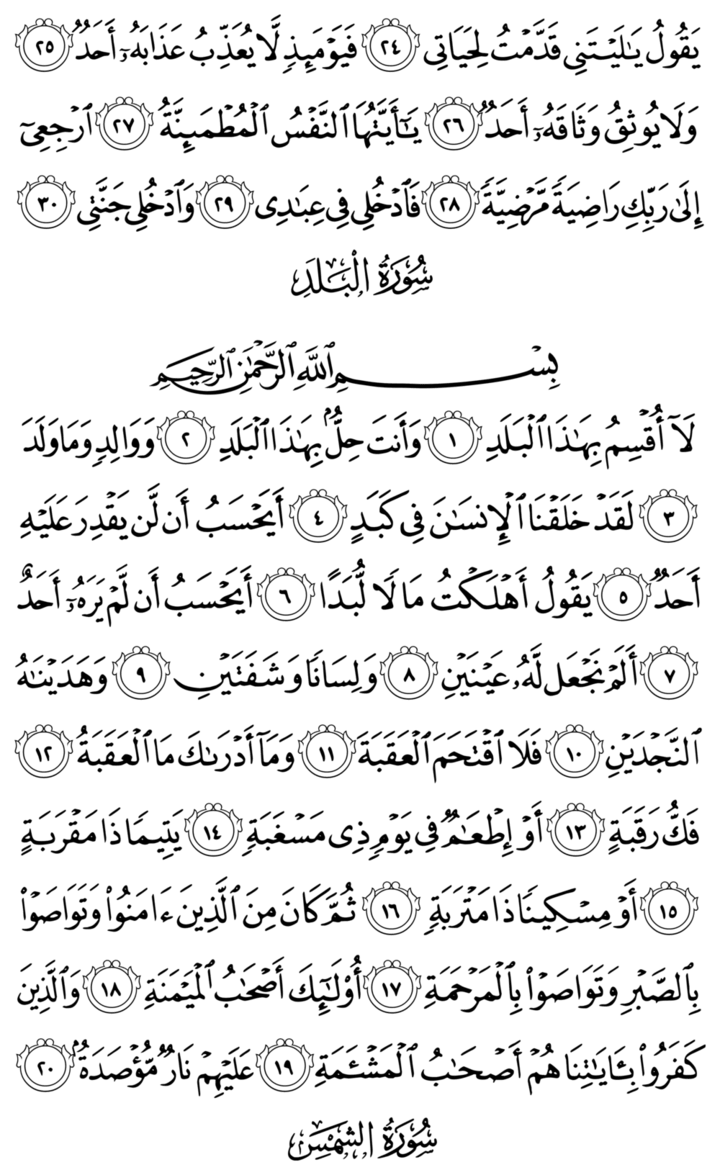 يَقُولُ يَٰلَيۡتَنِي قَدَّمۡتُ لِحَيَاتِي ٢٤ فَيَوۡمَئِذٖ لَّا يُعَذِّبُ عَذَابَهُۥٓ أَحَدٞ ٢٥
وَلَا يُوثِقُ وَثَاقَهُۥٓ أَحَدٞ ٢٦ يَٰٓأَيَّتُهَا ٱلنَّفۡسُ ٱلۡمُطۡمَئِنَّةُ ٢٧ ٱرۡجِعِيٓ
إِلَىٰ رَبِّكِ رَاضِيَةٗ مَّرۡضِيَّةٗ ٢٨ فَٱدۡخُلِي فِي عِبَٰدِي ٢٩ وَٱدۡخُلِي جَنَّتِي ٣٠
سُورَةُ الْبَلَدِ
بِسۡمِ ٱللَّهِ ٱلرَّحۡمَٰنِ ٱلرَّحِيمِ
لَآ أُقۡسِمُ بِهَٰذَا ٱلۡبَلَدِ ١ وَأَنتَ حِلُّۢ بِهَٰذَا ٱلۡبَلَدِ ٢ وَوَالِدٖ وَمَا وَلَدَ
٣ لَقَدۡ خَلَقۡنَا ٱلۡإِنسَٰنَ فِي كَبَدٍ ٤ أَيَحۡسَبُ أَن لَّن يَقۡدِرَ عَلَيۡهِ
أَحَدٞ ٥ يَقُولُ أَهۡلَكۡتُ مَالٗا لُّبَدًا ٦ أَيَحۡسَبُ أَن لَّمۡ يَرَهُۥٓ أَحَدٌ
٧ أَلَمۡ نَجۡعَل لَّهُۥ عَيۡنَيۡنِ ٨ وَلِسَانٗا وَشَفَتَيۡنِ ٩ وَهَدَيۡنَٰهُ
ٱلنَّجۡدَيۡنِ ١٠ فَلَا ٱقۡتَحَمَ ٱلۡعَقَبَةَ ١١ وَمَآ أَدۡرَىٰكَ مَا ٱلۡعَقَبَةُ ١٢
فَكُّ رَقَبَةٍ ١٣ أَوۡ إِطۡعَٰمٞ فِي يَوۡمٖ ذِي مَسۡغَبَةٖ ١٤ يَتِيمٗا ذَا مَقۡرَبَةٍ
١٥ أَوۡ مِسۡكِينٗا ذَا مَتۡرَبَةٖ ١٦ ثُمَّ كَانَ مِنَ ٱلَّذِينَ ءَامَنُواْ وَتَوَاصَوۡاْ
بِٱلصَّبۡرِ وَتَوَاصَوۡاْ بِٱلۡمَرۡحَمَةِ ١٧ أُوْلَٰٓئِكَ أَصۡحَٰبُ ٱلۡمَيۡمَنَةِ ١٨ وَٱلَّذِينَ
كَفَرُواْ بِـَٔايَٰتِنَا هُمۡ أَصۡحَٰبُ ٱلۡمَشۡـَٔمَةِ ١٩ عَلَيۡهِمۡ نَارٞ مُّؤۡصَدَةُۢ ٢٠
سُورَةُ الشَّمْسِ